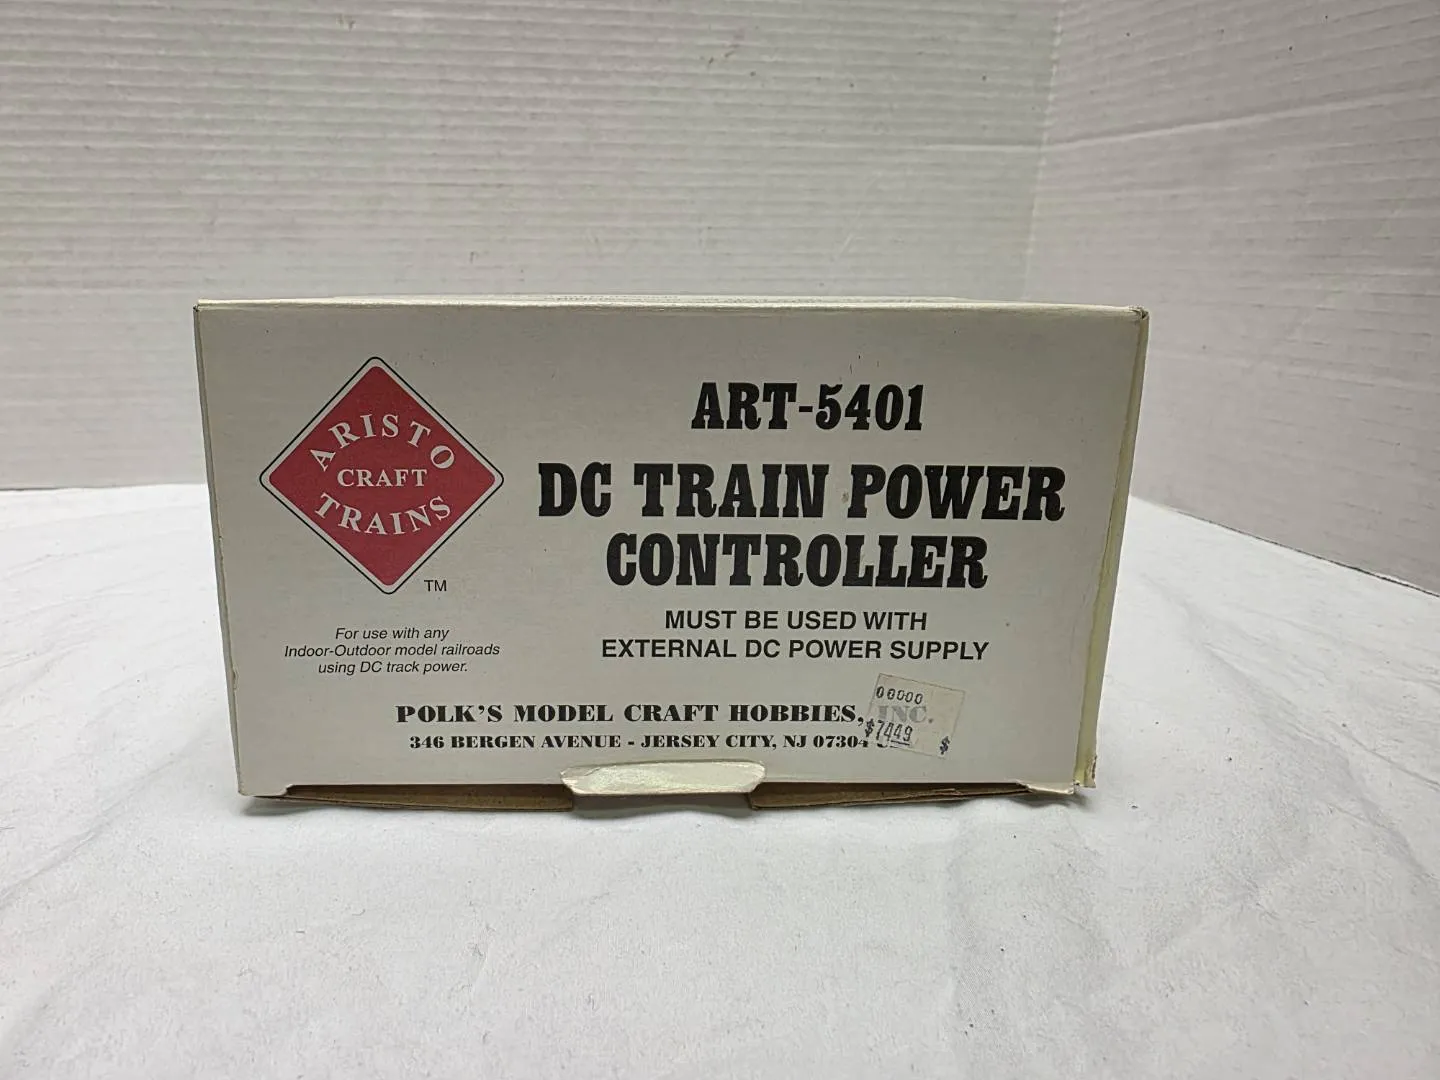 ARISTO
CRAFT
TRAINS
TM
For use with any
Indoor-Outdoor model railroads
using DC track power.
ART-5401
DC TRAIN POWER
CONTROLLER
MUST BE USED WITH
EXTERNAL DC POWER SUPPLY
POLK'S MODEL CRAFT HOBBIES, INC.
346 BERGEN AVENUE - JERSEY CITY, NJ 07304
00000
$7449
$